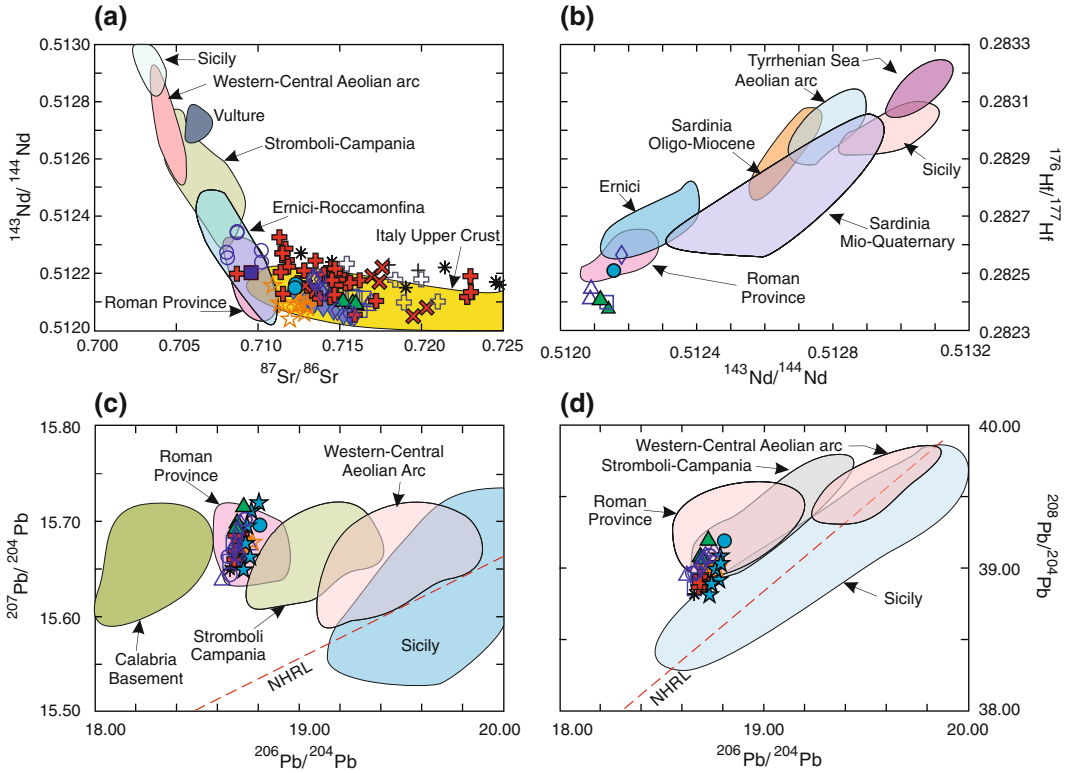 (a)
0.5130
0.5128
0.5126
0.5124
0.5122
0.5120
143Nd/144Nd
Sicily
Western-Central Aeolian arc
Vulture
Stromboli-Campania
Ernici-Roccamonfina
Italy Upper Crust
Roman Province
0.700
0.705
0.710
0.715
0.720
0.725
87Sr/86Sr
(b)
Tyrrhenian Sea
Aeolian arc
Sardinia
Oligo-Miocene
Ernici
Sicily
Sardinia
Mio-Quaternary
Roman
Province
0.2833
0.2831
0.2829
0.2827
0.2825
0.2823
176Hf/177Hf
0.5120
0.5124
0.5128
0.5132
143Nd/144Nd
(c)
15.80
15.70
15.60
15.50
207Pb/204Pb
Roman
Province
Western-Central
Aeolian Arc
Calabria
Basement
Stromboli
Campania
NHRL
Sicily
18.00
19.00
20.00
206Pb/204Pb
(d)
Western-Central Aeolian arc
Stromboli-Campania
Roman
Province
Sicily
NHRL
40.00
39.00
38.00
208Pb/204Pb
18.00
19.00
20.00
206Pb/204Pb